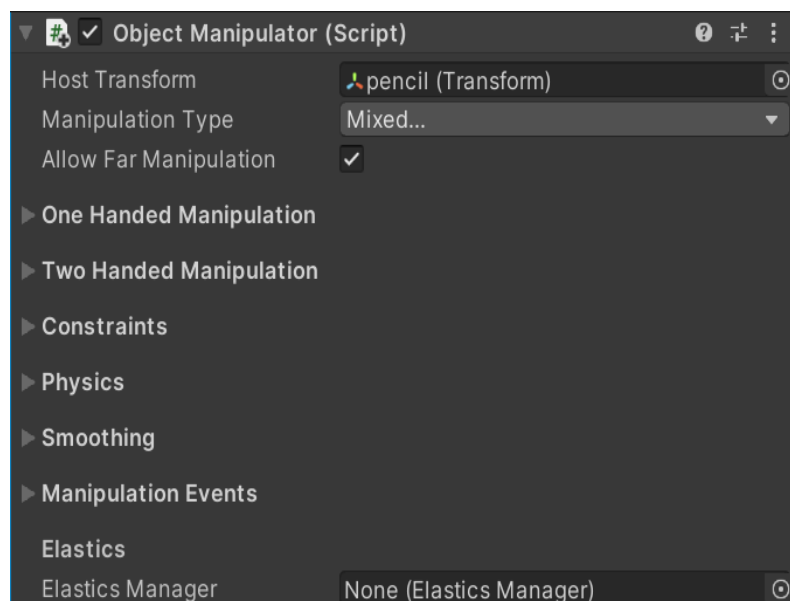 Object Manipulator (Script)
Host Transform pencil (Transform)
Manipulation Type Mixed...
Allow Far Manipulation
One Handed Manipulation
Two Handed Manipulation
Constraints
Physics
Smoothing
Manipulation Events
Elastics
Elastics Manager None (Elastics Manager)